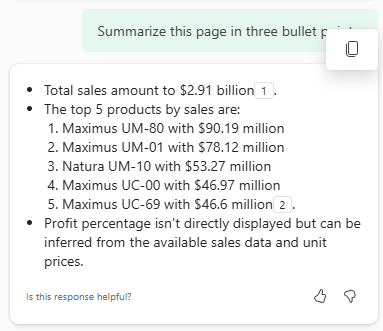 Summarize this page in three bullet
• Total sales amount to $2.91 billion 1 .
• The top 5 products by sales are:
1. Maximus UM-80 with $90.19 million
2. Maximus UM-01 with $78.12 million
3. Natura UM-10 with $53.27 million
4. Maximus UC-00 with $46.97 million
5. Maximus UC-69 with $46.6 million 2 .
• Profit percentage isn't directly displayed but can be
inferred from the available sales data and unit
prices.
Is this response helpful?